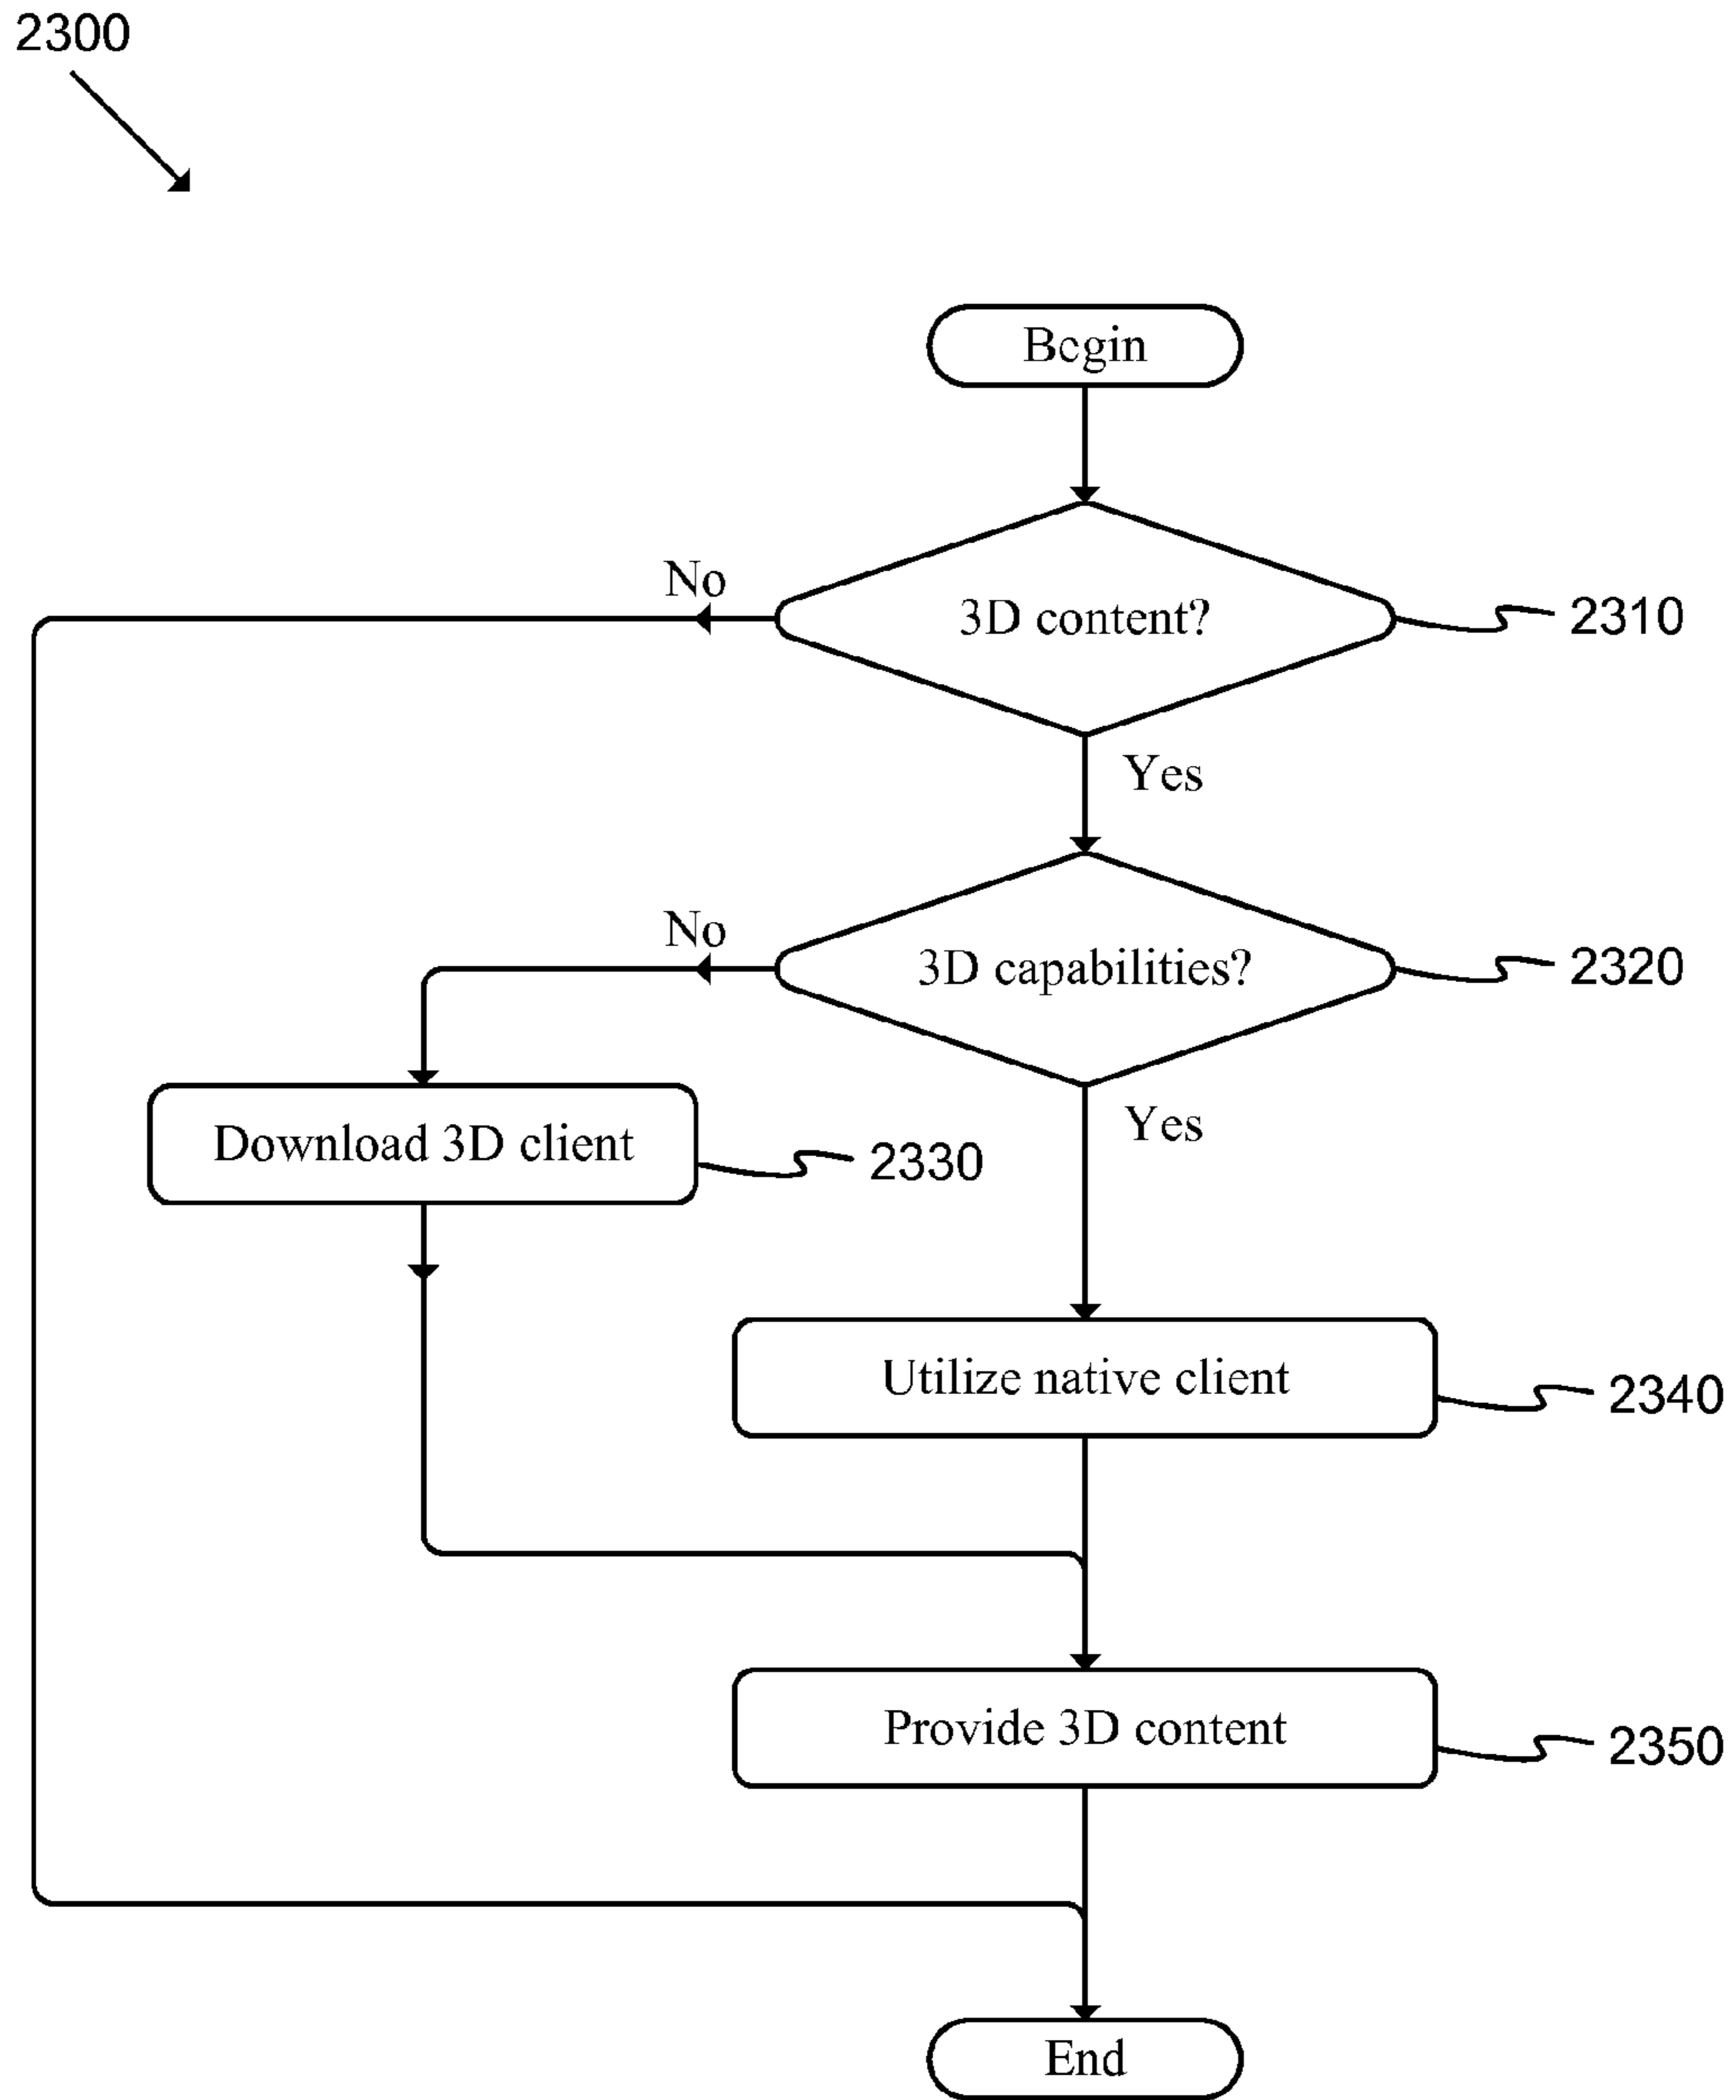 2300
Begin
No
3D content?
2310
Yes
No
3D capabilities?
2320
Download 3D client
2330
Yes
Utilize native client
2340
Provide 3D content
2350
End